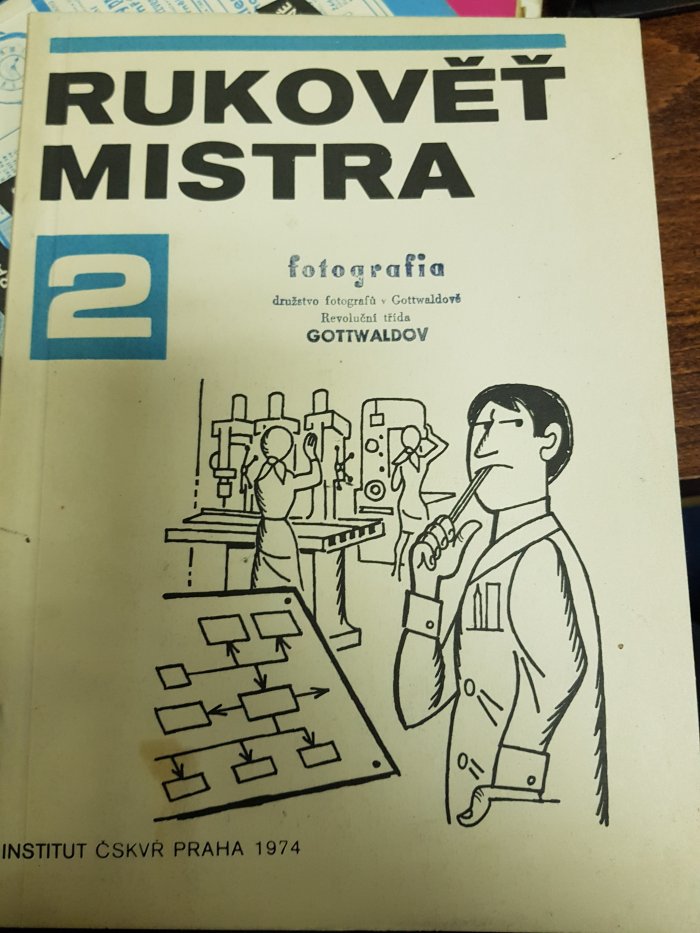 RUKOVĚŤ
MISTRA
2
fotografia
družstvo fotografů v Gottwaldově
Revoluční třída
GOTTWALDOV
INSTITUT ČSKVŘ PRAHA 1974